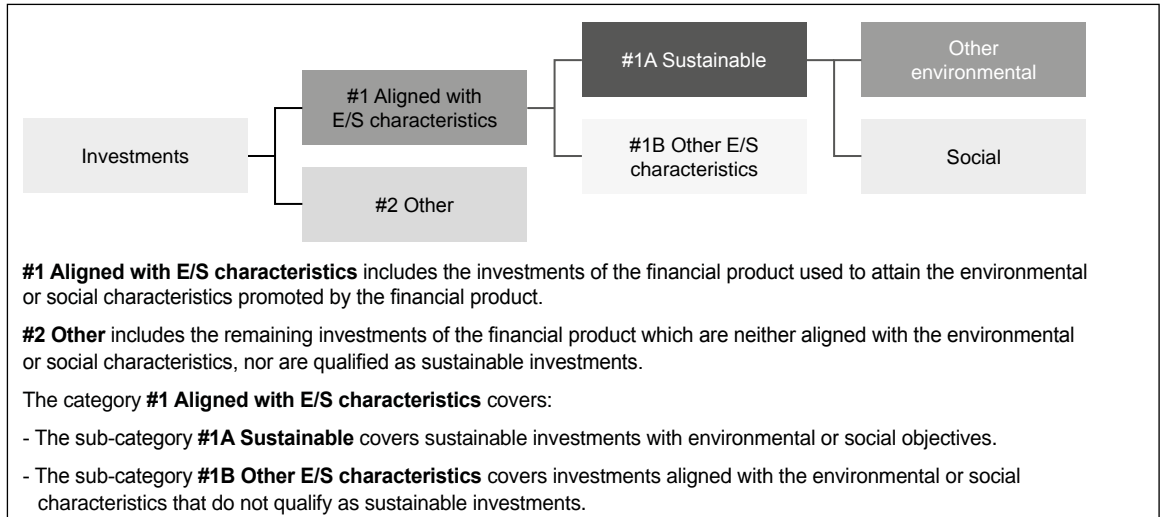 Investments
#1 Aligned with
E/S characteristics
#2 Other
#1A Sustainable
#1B Other E/S
characteristics
Other
environmental
Social
#1 Aligned with E/S characteristics includes the investments of the financial product used to attain the environmental
or social characteristics promoted by the financial product.
#2 Other includes the remaining investments of the financial product which are neither aligned with the environmental
or social characteristics, nor are qualified as sustainable investments.
The category #1 Aligned with E/S characteristics covers:
- The sub-category #1A Sustainable covers sustainable investments with environmental or social objectives.
- The sub-category #1B Other E/S characteristics covers investments aligned with the environmental or social
characteristics that do not qualify as sustainable investments.